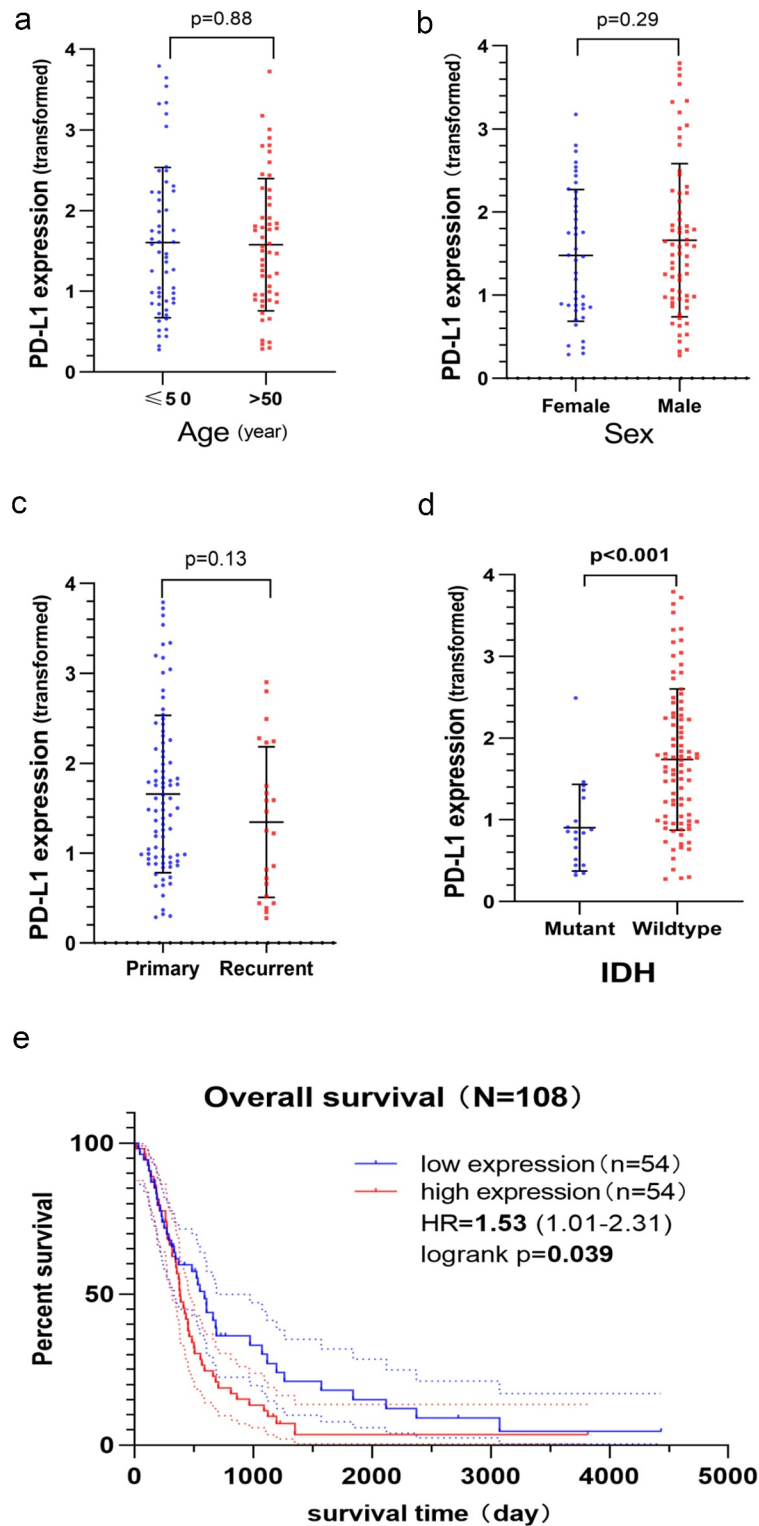 a
p=0.88
PD-L1 expression (transformed)
4
3
2
1
0
≤50
>50
Age (year)
b
p=0.29
PD-L1 expression（transformed）
4
3
2
1
0
Female
Male
Sex
c
p=0.13
PD-L1 expression (transformed)
4
3
2
1
0
Primary
Recurrent
d
p<0.001
PD-L1 expression (transformed)
4
3
2
1
0
Mutant
Wildtype
IDH
e
Overall survival（N=108）
Percent survival
100
50
0
low expression（n=54）
high expression（n=54）
HR=1.53 (1.01-2.31)
logrank p=0.039
0
1000
2000
3000
4000
5000
survival time（day）